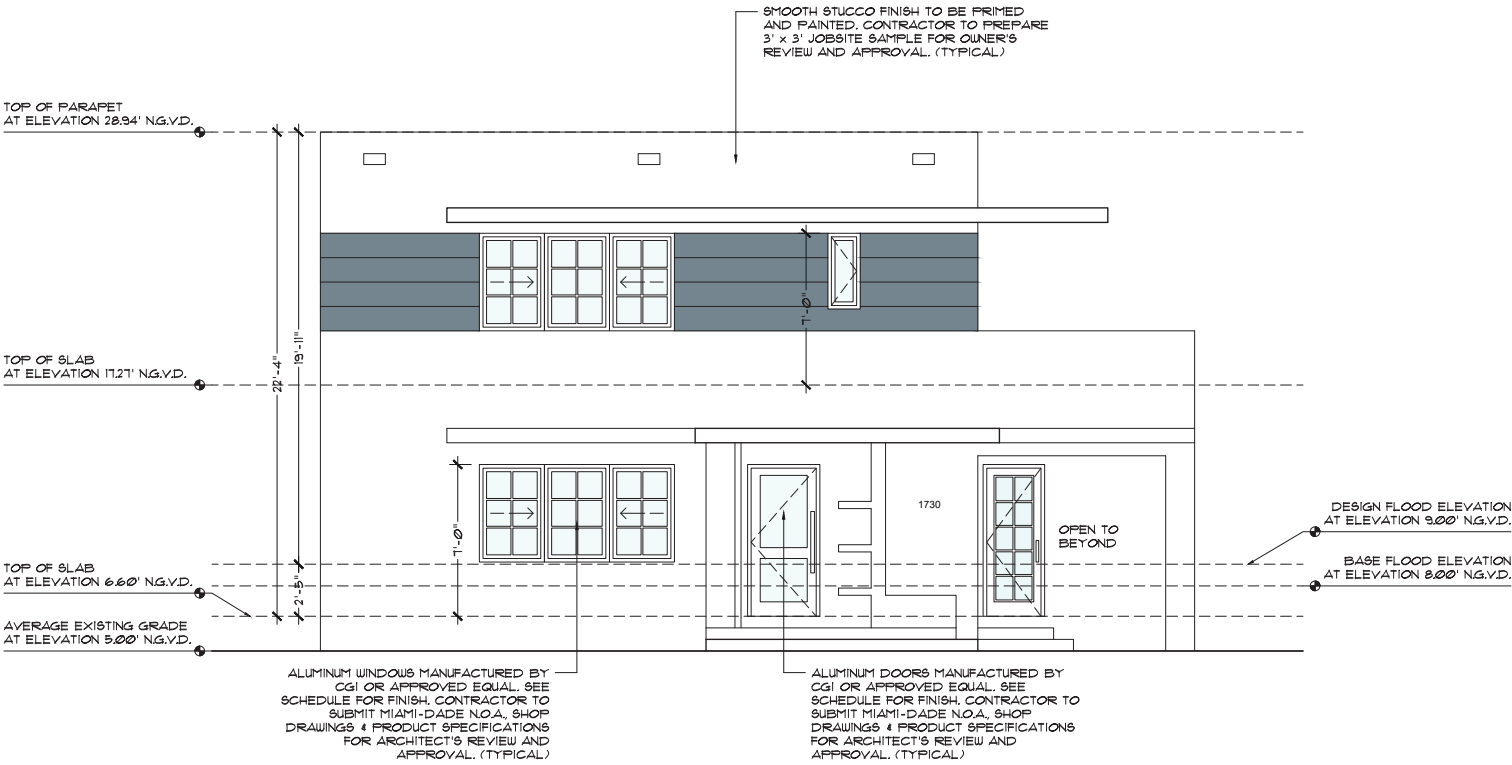 SMOOTH STUCCO FINISH TO BE PRIMED
AND PAINTED. CONTRACTOR TO PREPARE
3' x 3' JOBSITE SAMPLE FOR OWNER'S
REVIEW AND APPROVAL. (TYPICAL)
TOP OF PARAPET
AT ELEVATION 28.94' N.G.V.D.
19'-11"
22'-4"
7'-0"
TOP OF SLAB
AT ELEVATION 17.27' N.G.V.D.
7'-0"
1730
OPEN TO
BEYOND
DESIGN FLOOD ELEVATION
AT ELEVATION 9.00' N.G.V.D.
BASE FLOOD ELEVATION
AT ELEVATION 8.00' N.G.V.D.
TOP OF SLAB
AT ELEVATION 6.60' N.G.V.D.
2'-5"
AVERAGE EXISTING GRADE
AT ELEVATION 5.00' N.G.V.D.
ALUMINUM WINDOWS MANUFACTURED BY
CGI OR APPROVED EQUAL. SEE
SCHEDULE FOR FINISH. CONTRACTOR TO
SUBMIT MIAMI-DADE N.O.A., SHOP
DRAWINGS & PRODUCT SPECIFICATIONS
FOR ARCHITECT'S REVIEW AND
APPROVAL. (TYPICAL)
ALUMINUM DOORS MANUFACTURED BY
CGI OR APPROVED EQUAL. SEE
SCHEDULE FOR FINISH. CONTRACTOR TO
SUBMIT MIAMI-DADE N.O.A., SHOP
DRAWINGS & PRODUCT SPECIFICATIONS
FOR ARCHITECT'S REVIEW AND
APPROVAL. (TYPICAL)